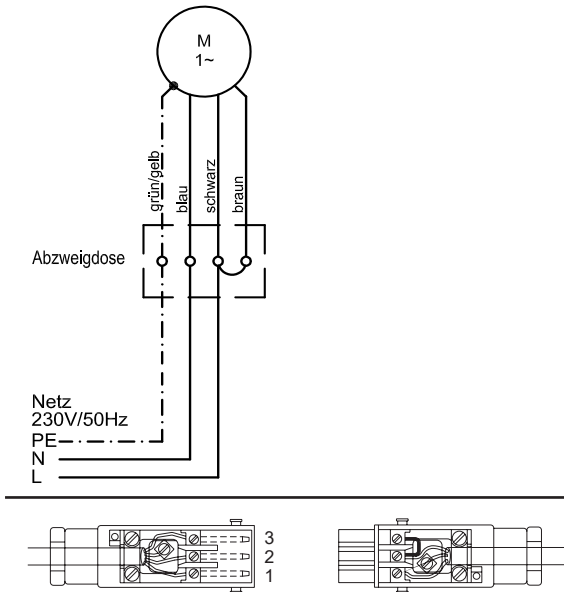 M
1~
grün/gelb
blau
schwarz
braun
Abzweigdose
Netz
230V/50Hz
PE
N
L
3
2
1